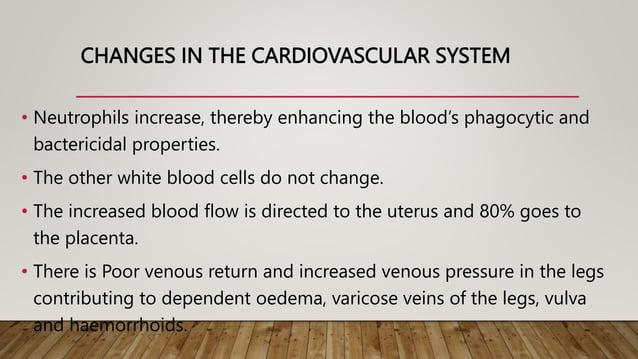 CHANGES IN THE CARDIOVASCULAR SYSTEM
• Neutrophils increase, thereby enhancing the blood’s phagocytic and
bactericidal properties.
• The other white blood cells do not change.
• The increased blood flow is directed to the uterus and 80% goes to
the placenta.
• There is Poor venous return and increased venous pressure in the legs
contributing to dependent oedema, varicose veins of the legs, vulva
and haemorrhoids.